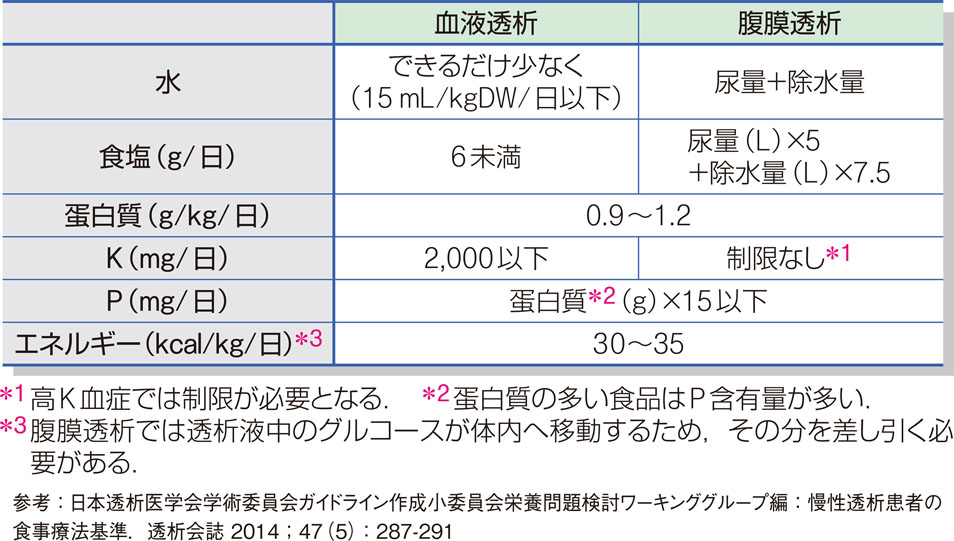 血液透析 腹膜透析
水 できるだけ少なく 尿量＋除水量
（15 mL/kgDW/日以下）
食塩（g/日） 6未満 尿量（L）×5
＋除水量（L）×7.5
蛋白質（g/kg/日） 0.9〜1.2
K（mg/日） 2,000以下 制限なし*1
P（mg/日） 蛋白質*2（g）×15以下
エネルギー（kcal/kg/日）*3 30〜35
*1 高K血症では制限が必要となる． *2 蛋白質の多い食品はP含有量が多い．
*3 腹膜透析では透析液中のグルコースが体内へ移動するため，その分を差し引く必
要がある．
参考：日本透析医学会学術委員会ガイドライン作成小委員会栄養問題検討ワーキンググループ編：慢性透析患者の
食事療法基準．透析会誌 2014；47（5）：287-291